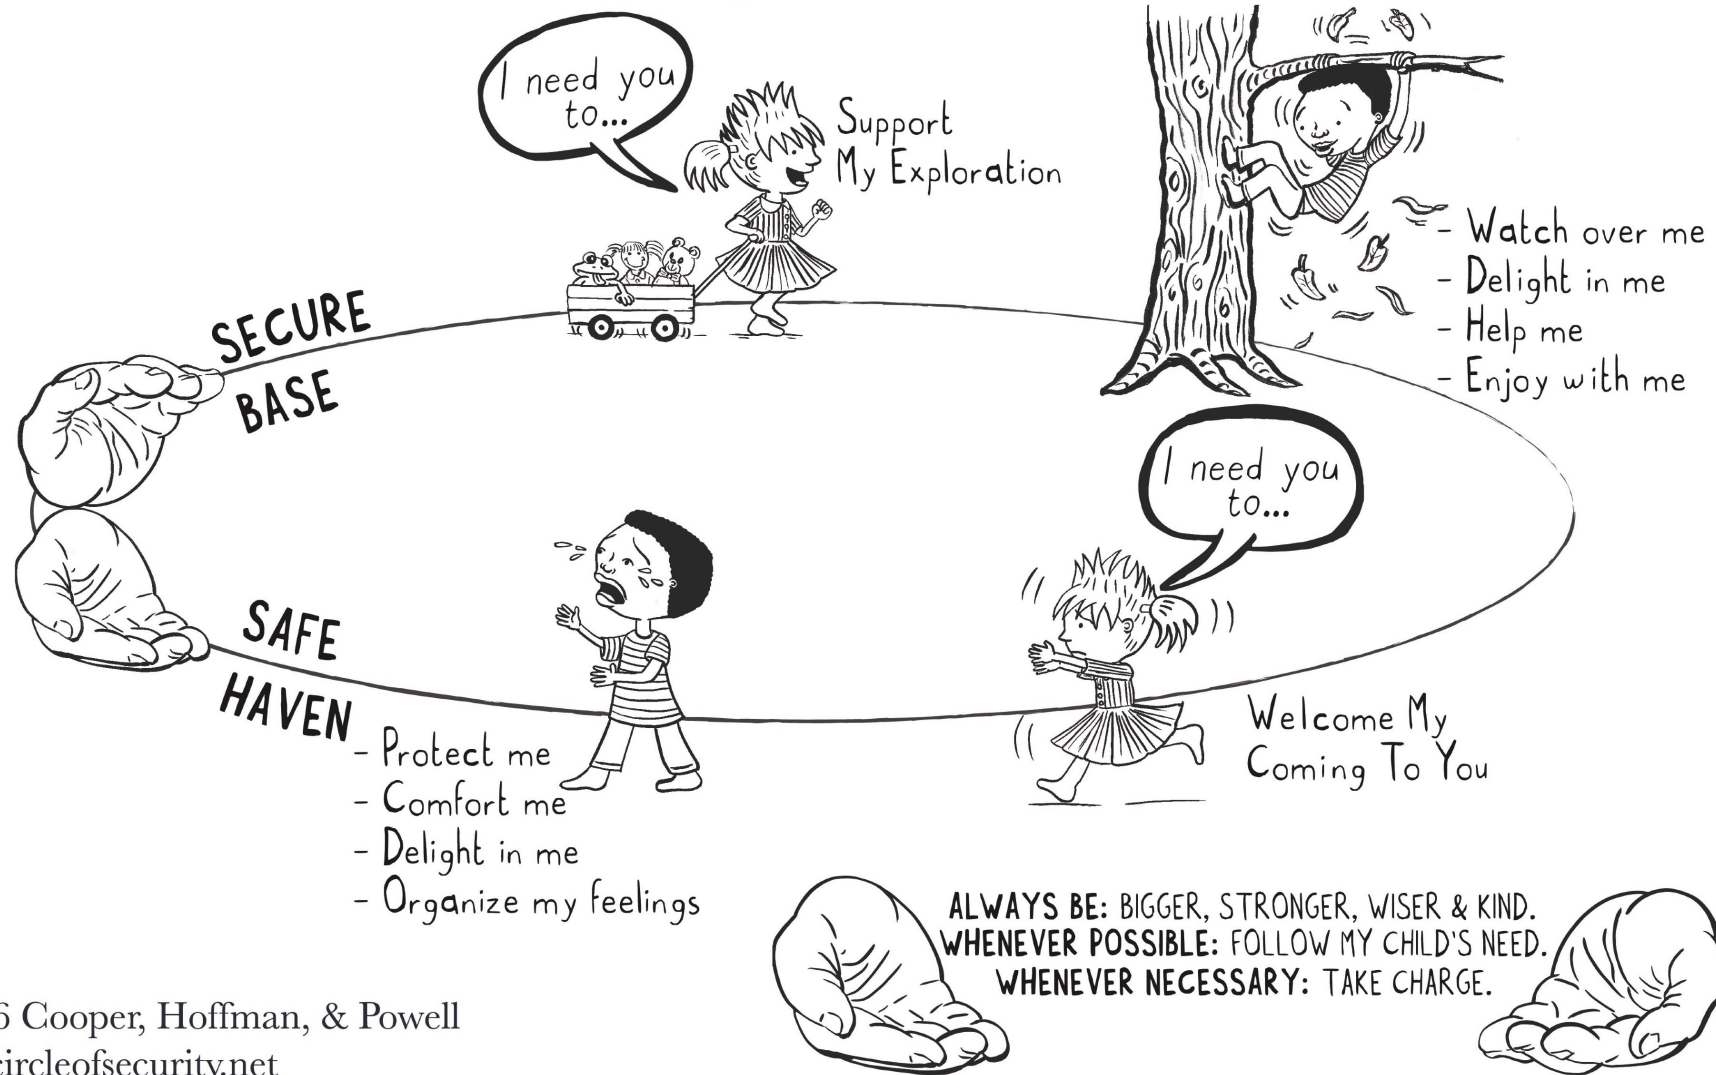 I need you
to...
Support
My Exploration
- Watch over me
- Delight in me
- Help me
- Enjoy with me
SECURE
BASE
I need you
to...
Welcome My
Coming To You
SAFE
HAVEN
- Protect me
- Comfort me
- Delight in me
- Organize my feelings
ALWAYS BE: BIGGER, STRONGER, WISER & KIND.
WHENEVER POSSIBLE: FOLLOW MY CHILD'S NEED.
WHENEVER NECESSARY: TAKE CHARGE.
6 Cooper, Hoffman, & Powell
circleofsecurity.net